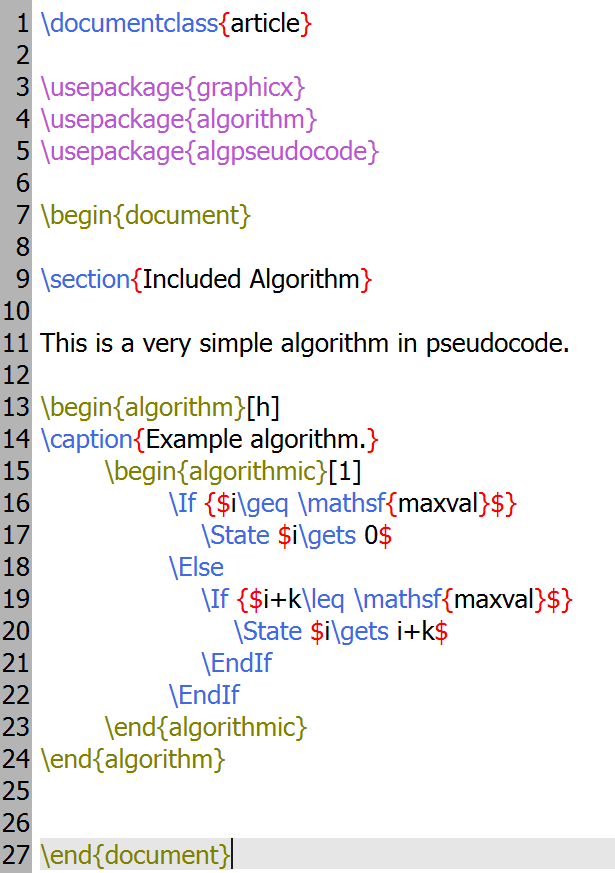 1 \documentclass{article}
2
3 \usepackage{graphicx}
4 \usepackage{algorithm}
5 \usepackage{algpseudocode}
6
7 \begin{document}
8
9 \section{Included Algorithm}
10
11 This is a very simple algorithm in pseudocode.
12
13 \begin{algorithm}[h]
14 \caption{Example algorithm.}
15 \begin{algorithmic}[1]
16 \If {$i\geq \mathsf{maxval}$}
17 \State $i\gets 0$
18 \Else
19 \If {$i+k\leq \mathsf{maxval}$}
20 \State $i\gets i+k$
21 \EndIf
22 \EndIf
23 \end{algorithmic}
24 \end{algorithm}
25
26
27 \end{document}